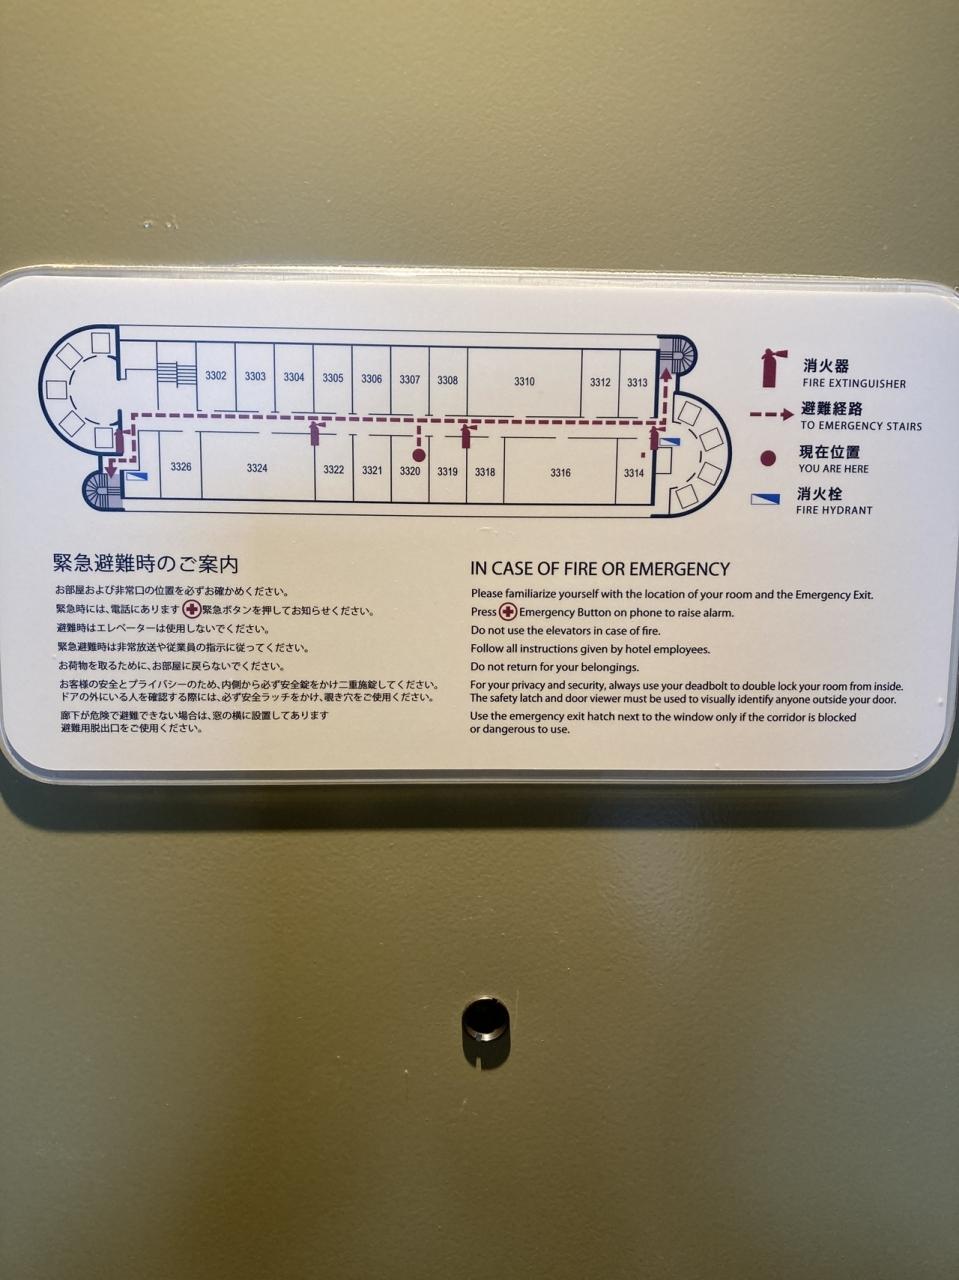 3302
3303
3304
3305
3306
3307
3308
3310
3312
3313
3326
3324
3322
3321
3320
3319
3318
3316
3314
消火器
FIRE EXTINGUISHER
避難経路
TO EMERGENCY STAIRS
現在位置
YOU ARE HERE
消火栓
FIRE HYDRANT
緊急避難時のご案内
お部屋および非常口の位置を必ずお確かめください。
緊急時には、電話にあります緊急ボタンを押してお知らせください。
避難時はエレベーターは使用しないでください。
緊急避難時は非常放送や従業員の指示に従ってください。
お荷物を取るために、お部屋に戻らないでください。
お客様の安全とプライバシーのため、内側から必ず安全錠をかけ二重施錠してください。
ドアの外にいる人を確認する際には、必ず安全ラッチをかけ、覗き穴をご使用ください。
廊下が危険で避難できない場合は、窓の横に設置してあります
避難用脱出口をご使用ください。
IN CASE OF FIRE OR EMERGENCY
Please familiarize yourself with the location of your room and the Emergency Exit.
Press Emergency Button on phone to raise alarm.
Do not use the elevators in case of fire.
Follow all instructions given by hotel employees.
Do not return for your belongings.
For your privacy and security, always use your deadbolt to double lock your room from inside.
The safety latch and door viewer must be used to visually identify anyone outside your door.
Use the emergency exit hatch next to the window only if the corridor is blocked
or dangerous to use.